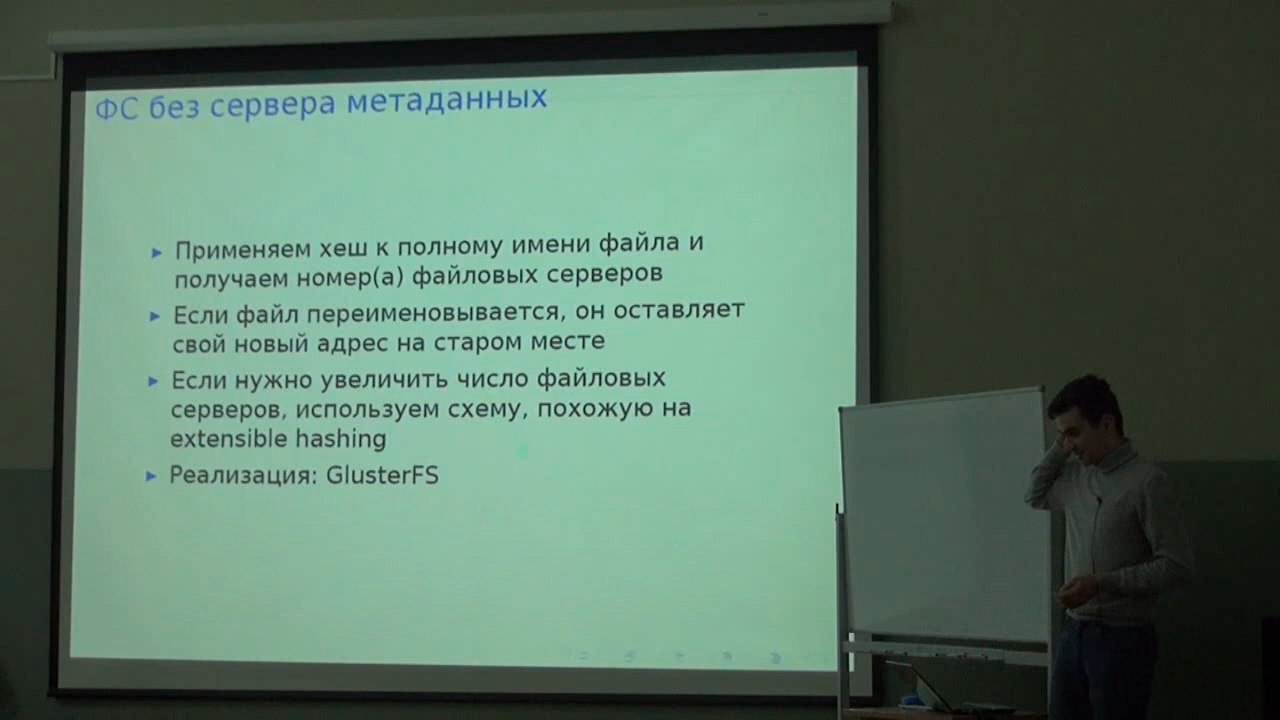 ФС без сервера метаданных
Применяем хеш к полному имени файла и
получаем номер(а) файловых серверов
Если файл переименовывается, он оставляет
свой новый адрес на старом месте
Если нужно увеличить число файловых
серверов, используем схему, похожую на
extensible hashing
Реализация: GlusterFS